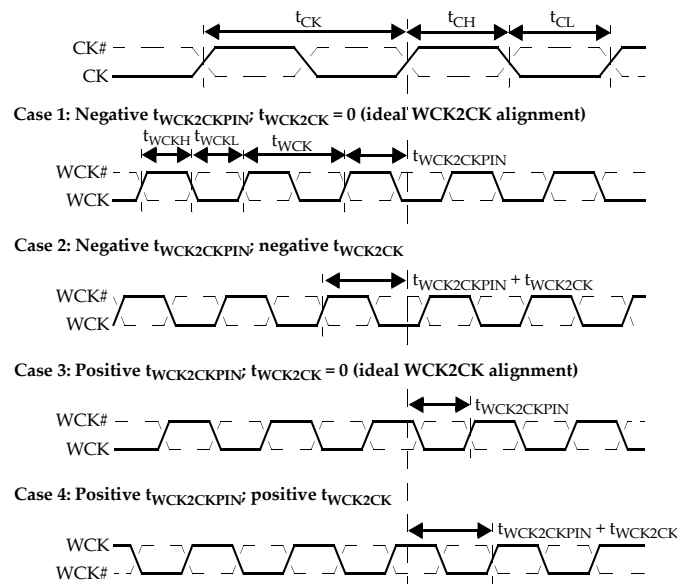 tCK tCH tCL
CK#
CK
Case 1: Negative tWCK2CKPIN; tWCK2CK = 0 (ideal WCK2CK alignment)
tWCKH tWCKL tWCK tWCK2CKPIN
WCK#
WCK
Case 2: Negative tWCK2CKPIN; negative tWCK2CK
tWCK2CKPIN + tWCK2CK
WCK#
WCK
Case 3: Positive tWCK2CKPIN; tWCK2CK = 0 (ideal WCK2CK alignment)
tWCK2CKPIN
WCK#
WCK
Case 4: Positive tWCK2CKPIN; positive tWCK2CK
tWCK2CKPIN + tWCK2CK
WCK
WCK#